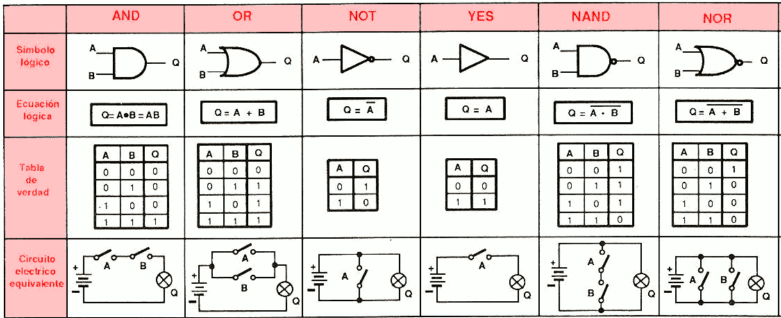 AND OR NOT YES NAND NOR
Simbolo
lógico
A B Q A B Q A Q A Q A B Q A B Q
Ecuación
lógica
Q = A•B = AB Q = A + B Q = A̅ Q = A Q = A̅ ̅·̅ ̅B̅ Q = A̅ ̅+̅ ̅B̅
Tabla
de
verdad
A B Q A B Q A Q A Q A B Q A B Q
0 0 0 0 0 0 0 1 0 0 0 0 1 0 0 1
0 1 0 0 1 1 1 0 1 1 0 1 1 0 1 0
1 0 0 1 0 1 1 0 1 1 0 0
1 1 1 1 1 1 1 1 0 1 1 0
Circuito
electrico
equivalente
+ - A B Q + - A B Q + - A Q + - A Q + - A B Q + - A B Q